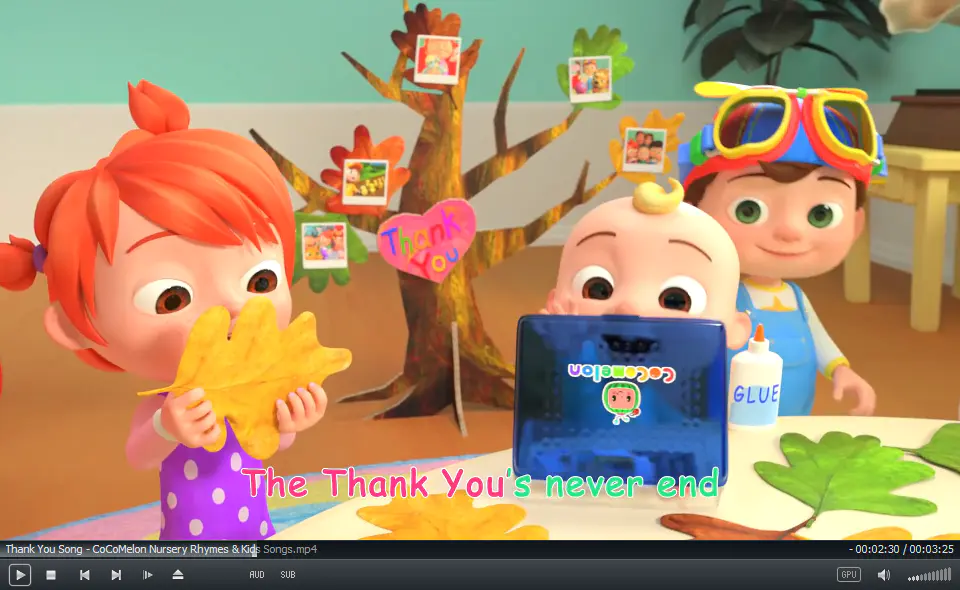 Thank
You
CoCoMelon
GLUE
The Thank You's never end
Thank You Song - CoCoMelon Nursery Rhymes & Kids Songs.mp4
- 00:02:30 / 00:03:25
AUD SUB
GPU